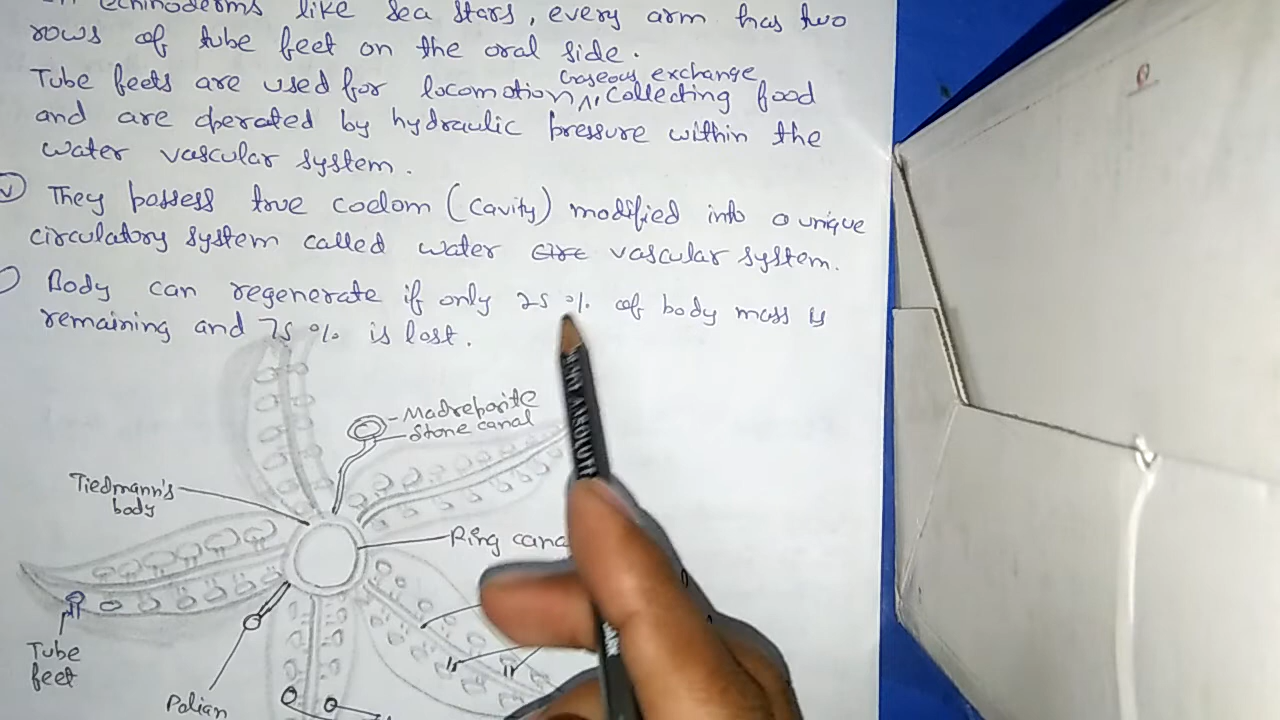 echinoderms like Sea stars, every arm has two
rows of tube feet on the oral side.
Gaseous exchange
Tube feets are used for locomotion, collecting food
and are operated by hydraulic pressure within the
water vascular system.
They possess true coelom (cavity) modified into a unique
circulatory system called water vascular system.
Body can regenerate if only 25 % of body mass is
remaining and 75 % is lost.
Madreporite
Stone canal
Tiedmann's
body
Ring cana
Tube
feet
Polian
ABSOLUTE